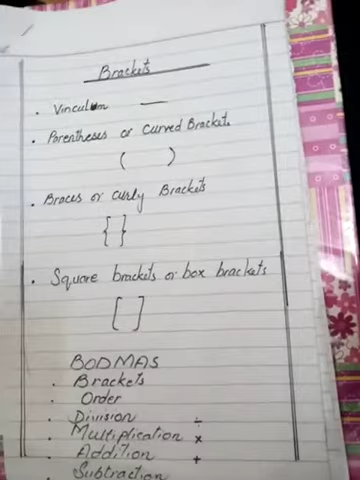 Brackets
. Vinculum —
. Parentheses or Curved Brackets
( )
. Braces or curly Brackets
{ }
. Square brackets or box brackets
[ ]
BODMAS
. Brackets
. Order
. Division ÷
. Multiplication ×
. Addition +
. Subtraction